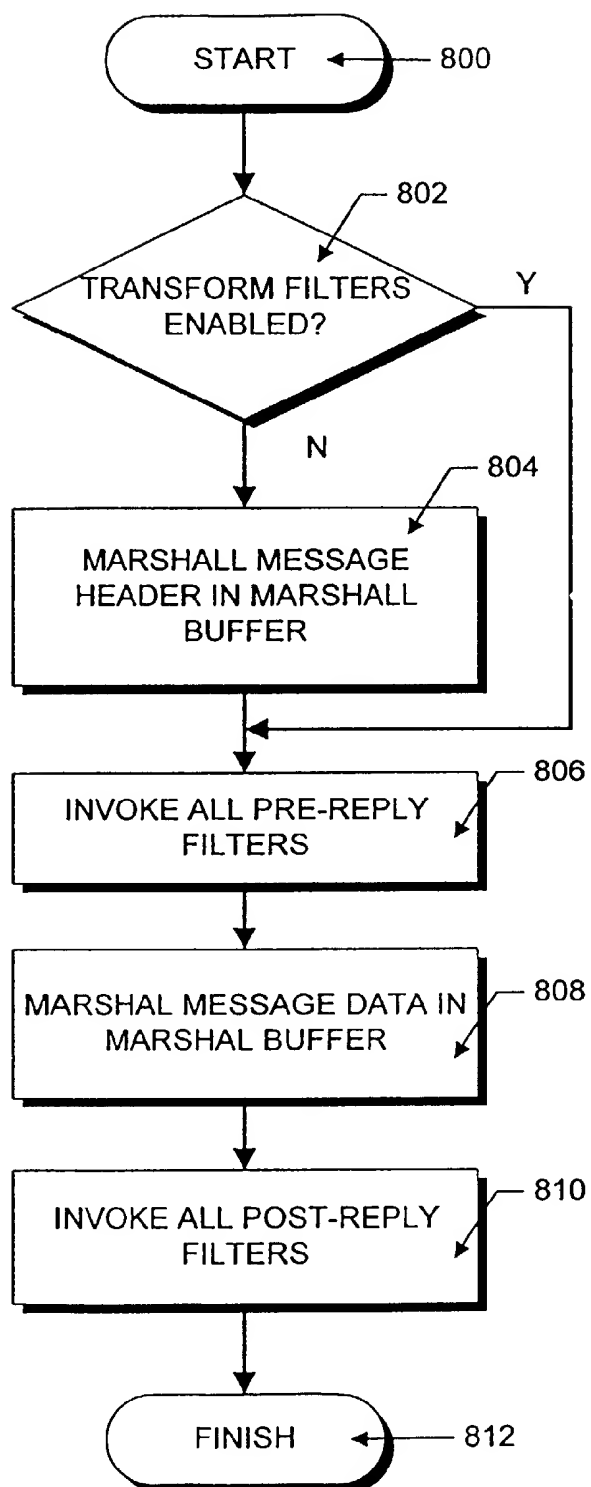 START
800
802
TRANSFORM FILTERS
ENABLED?
Y
N
804
MARSHALL MESSAGE
HEADER IN MARSHALL
BUFFER
806
INVOKE ALL PRE-REPLY
FILTERS
808
MARSHAL MESSAGE DATA IN
MARSHAL BUFFER
810
INVOKE ALL POST-REPLY
FILTERS
FINISH
812